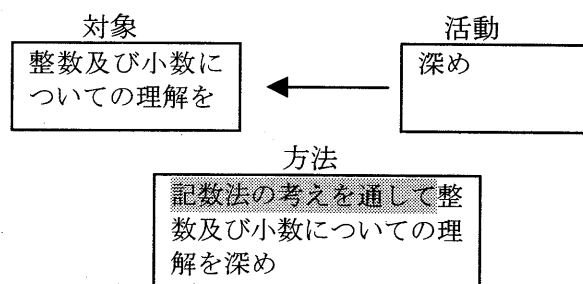 対象
活動
整数及び小数に
ついての理解を
深め
方法
記数法の考えを通して整
数及び小数についての理
解を深め